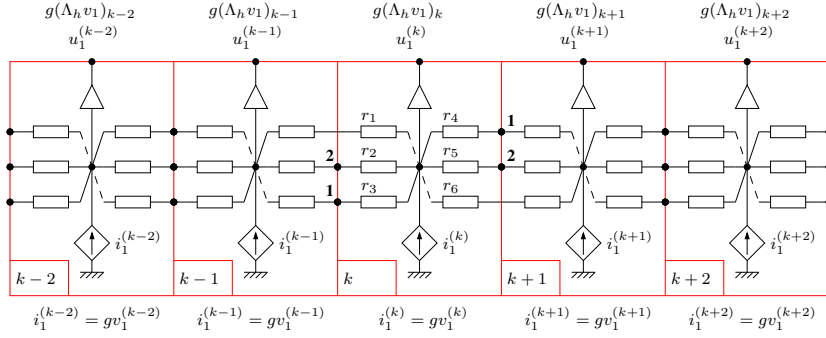 g(Λ_h v_1)_{k−2} g(Λ_h v_1)_{k−1} g(Λ_h v_1)_k g(Λ_h v_1)_{k+1} g(Λ_h v_1)_{k+2}
u_1^{(k−2)} u_1^{(k−1)} u_1^{(k)} u_1^{(k+1)} u_1^{(k+2)}
r_1 r_4 1
2 r_2 r_5 2
1 r_3 r_6
i_1^{(k−2)} i_1^{(k−1)} i_1^{(k)} i_1^{(k+1)} i_1^{(k+2)}
k − 2 k − 1 k k + 1 k + 2
i_1^{(k−2)} = gv_1^{(k−2)} i_1^{(k−1)} = gv_1^{(k−1)} i_1^{(k)} = gv_1^{(k)} i_1^{(k+1)} = gv_1^{(k+1)} i_1^{(k+2)} = gv_1^{(k+2)}